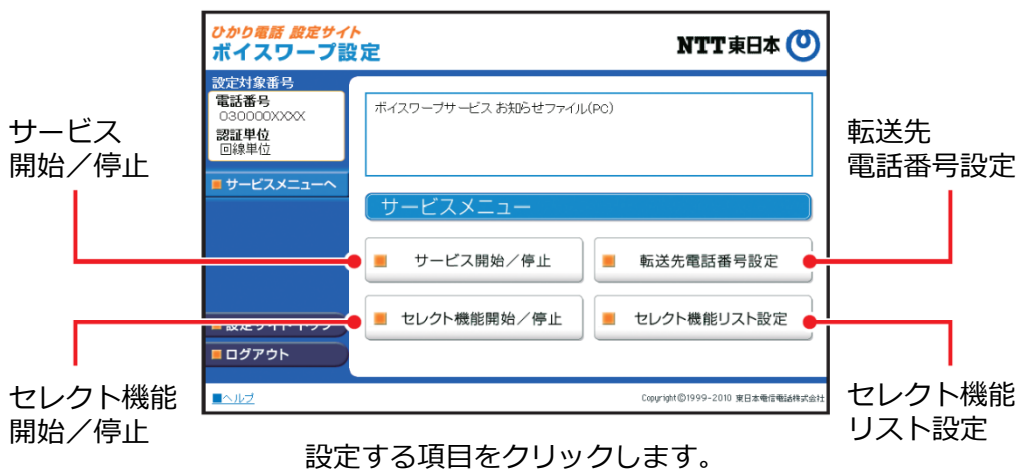 ひかり電話 設定サイト
ボイスワープ設定
NTT東日本
設定対象番号
電話番号
030000XXXX
認証単位
回線単位
サービスメニューへ
ボイスワープサービス お知らせファイル(PC)
サービスメニュー
サービス開始／停止
転送先電話番号設定
セレクト機能開始／停止
セレクト機能リスト設定
設定サイトトップ
ログアウト
ヘルプ
Copyright©1999-2010 東日本電信電話株式会社
サービス
開始／停止
転送先
電話番号設定
セレクト機能
開始／停止
セレクト機能
リスト設定
設定する項目をクリックします。